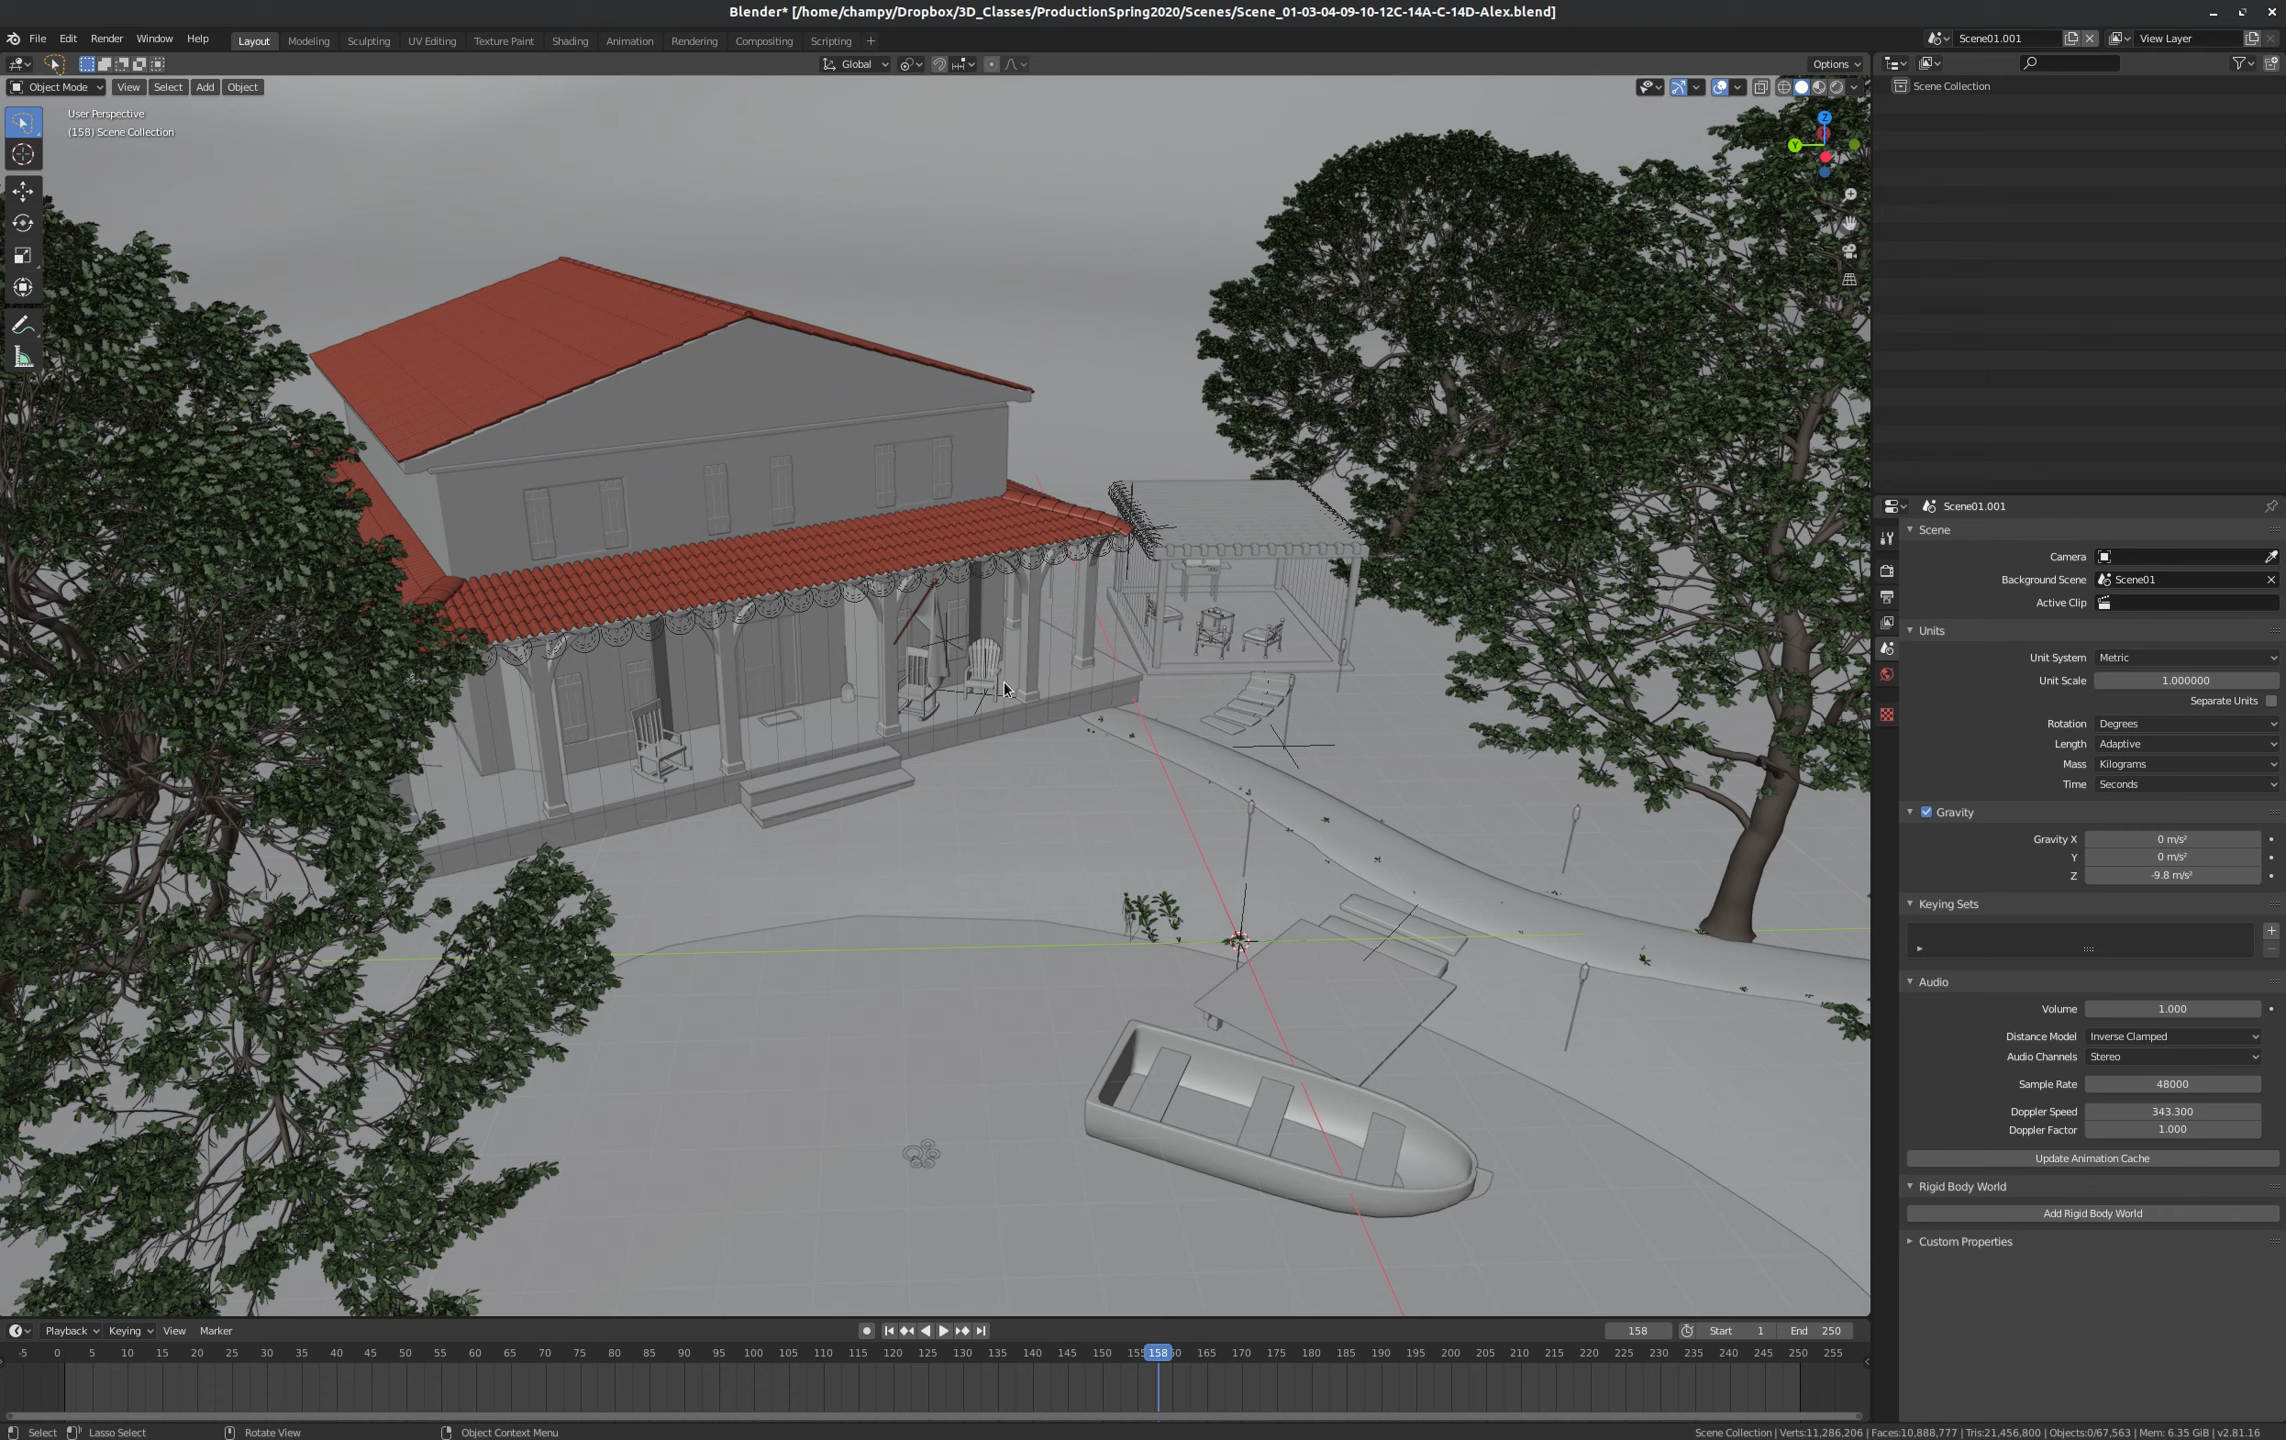 Blender* [/home/champy/Dropbox/3D_Classes/ProductionSpring2020/Scenes/Scene_01-03-04-09-10-12C-14A-C-14D-Alex.blend]
File Edit Render Window Help Layout Modeling Sculpting UV Editing Texture Paint Shading Animation Rendering Compositing Scripting + Scene01.001 View Layer
Global Options
Object Mode View Select Add Object
User Perspective
(158) Scene Collection
Z
Y
Scene Collection
Scene01.001
Scene
Camera
Background Scene Scene01
Active Clip
Units
Unit System Metric
Unit Scale 1.000000
Separate Units
Rotation Degrees
Length Adaptive
Mass Kilograms
Time Seconds
Gravity
Gravity X 0 m/s²
Y 0 m/s²
Z -9.8 m/s²
Keying Sets
Audio
Volume 1.000
Distance Model Inverse Clamped
Audio Channels Stereo
Sample Rate 48000
Doppler Speed 343.300
Doppler Factor 1.000
Update Animation Cache
Rigid Body World
Add Rigid Body World
Custom Properties
Playback Keying View Marker 158 Start 1 End 250
-5 0 5 10 15 20 25 30 35 40 45 50 55 60 65 70 75 80 85 90 95 100 105 110 115 120 125 130 135 140 145 150 158 165 170 175 180 185 190 195 200 205 210 215 220 225 230 235 240 245 250 255
Select Lasso Select Rotate View Object Context Menu Scene Collection | Verts:11,286,206 | Faces:10,888,777 | Tris:21,456,800 | Objects:0/67,563 | Mem: 6.35 GiB | v2.81.16